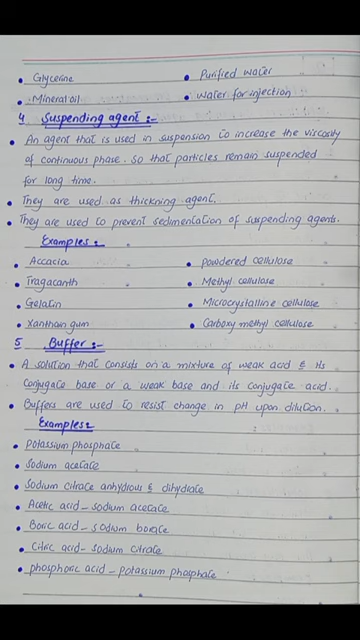 • Glycerine • Purified water
• Mineral oil • Water for injection
4 Suspending agent :-
• An agent that is used in suspension to increase the viscosity
of continuous phase. So that particles remain suspended
for long time.
• They are used as thickning agent.
• They are used to prevent sedimentation of suspending agents.
Examples :
• Accacia • Powdered cellulose
• Tragacanth • Methyl cellulose
• Gelatin • Microcrystalline cellulose
• Xanthan gum • Carboxy methyl cellulose
5 Buffer :-
• A solution that consists on a mixture of weak acid & its
conjugate base or a weak base and its conjugate acid.
• Buffers are used to resist change in pH upon dilution.
Examples :
• Potassium phosphate
• Sodium acetate
• Sodium citrate anhydrous & dihydrate
• Acetic acid - sodium acetate
• Boric acid - sodium borate
• Citric acid - sodium citrate
• phosphoric acid - potassium phosphate